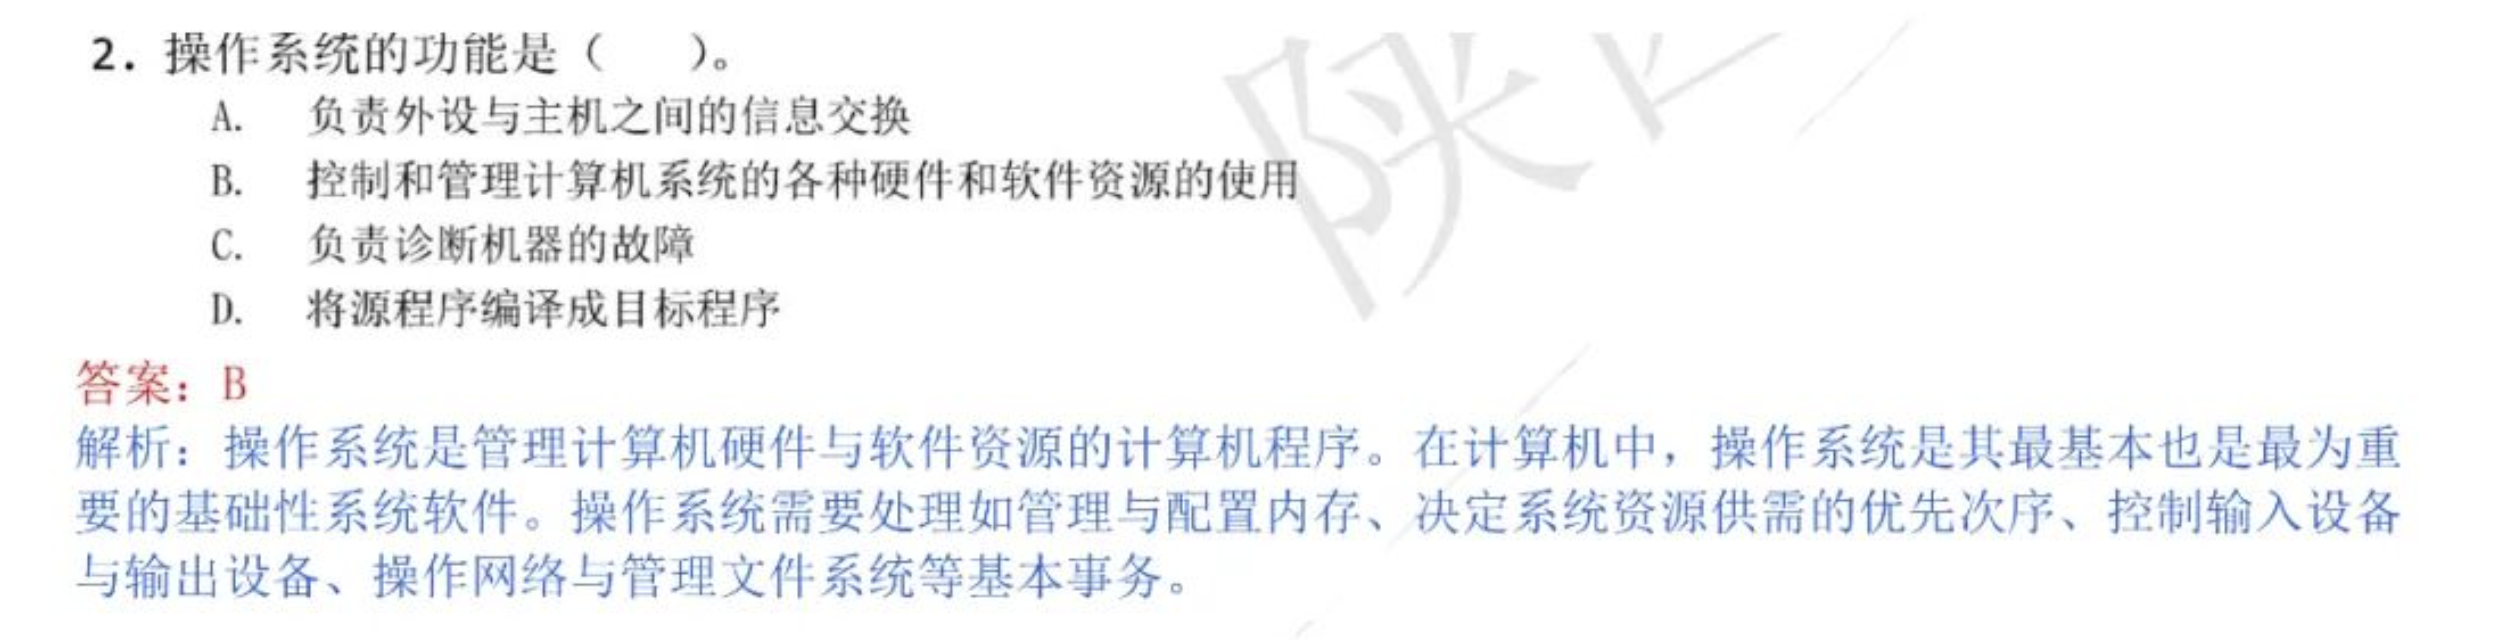 2. 操作系统的功能是（　　）。
A. 负责外设与主机之间的信息交换
B. 控制和管理计算机系统的各种硬件和软件资源的使用
C. 负责诊断机器的故障
D. 将源程序编译成目标程序
答案：B
解析：操作系统是管理计算机硬件与软件资源的计算机程序。在计算机中，操作系统是其最基本也是最为重
要的基础性系统软件。操作系统需要处理如管理与配置内存、决定系统资源供需的优先次序、控制输入设备
与输出设备、操作网络与管理文件系统等基本事务。
陕